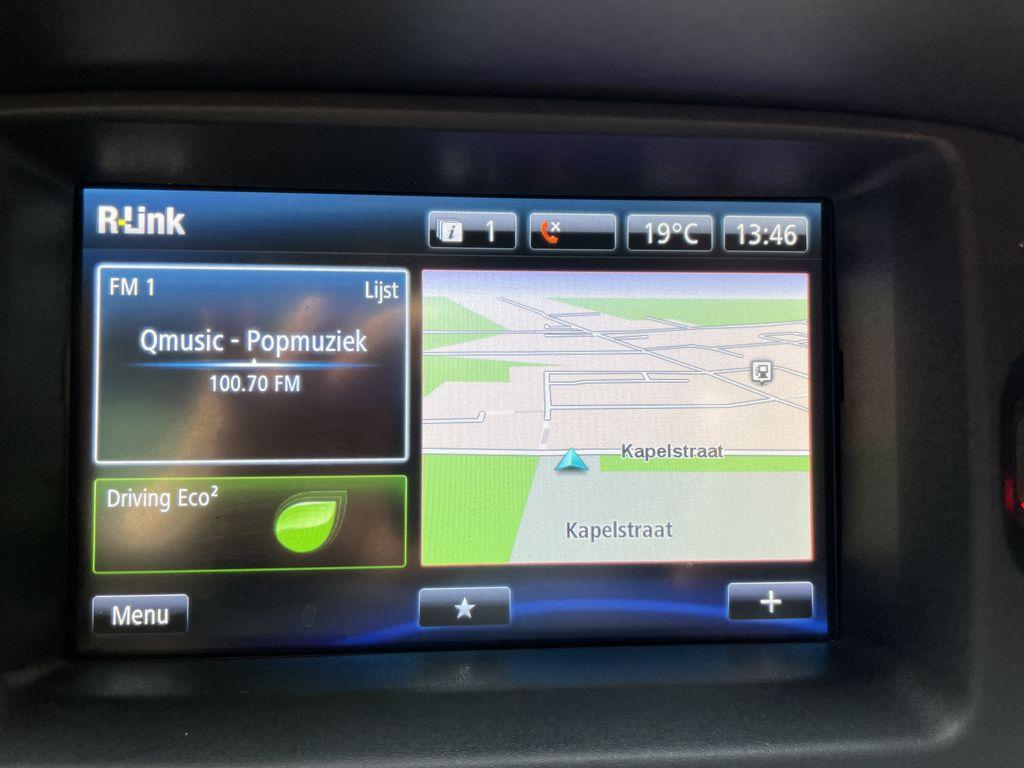 R-Link
1
19°C
13:46
FM 1
Lijst
Qmusic - Popmuziek
100.70 FM
Kapelstraat
Driving Eco²
Kapelstraat
Menu